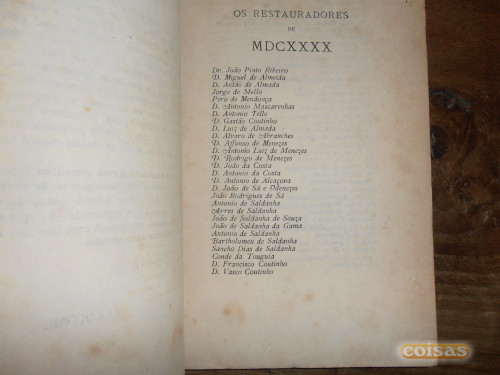 OS RESTAURADORES
DE
MDCXXXX
Dr. João Pinto Ribeiro
D. Miguel de Almeida
D. Antão de Almada
Jorge de Mello
Pero de Mendonça
D. Antonio Mascarenhas
D. Antonio Tello
D. Gastão Coutinho
D. Luiz de Almada
D. Alvaro de Abranches
D. Affonso de Menezes
D. Antonio Luiz de Menezes
D. Rodrigo de Menezes
D. João da Costa
D. Antonio da Costa
D. Antonio de Alcaçova
D. João de Sá e Menezes
João Rodrigues de Sá
Antonio de Saldanha
Ayres de Saldanha
João de Saldanha de Souza
João de Saldanha da Gama
Antonio de Saldanha
Bartholomeu de Saldanha
Sancho Dias de Saldanha
Conde da Touguia
D. Francisco Coutinho
D. Vasco Coutinho
coisas